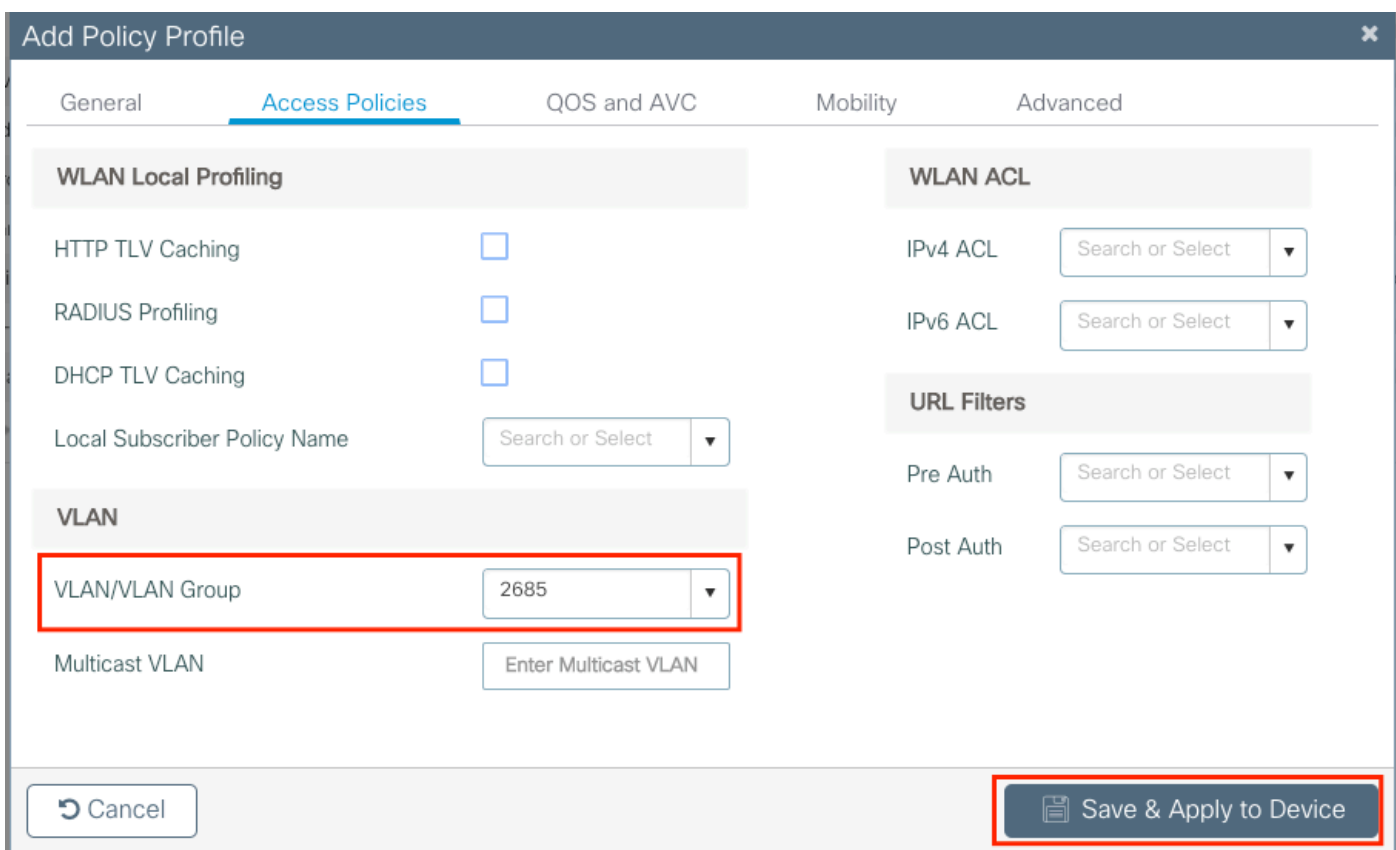 Add Policy Profile
General Access Policies QOS and AVC Mobility Advanced
WLAN Local Profiling
HTTP TLV Caching
RADIUS Profiling
DHCP TLV Caching
Local Subscriber Policy Name Search or Select
VLAN
VLAN/VLAN Group 2685
Multicast VLAN Enter Multicast VLAN
WLAN ACL
IPv4 ACL Search or Select
IPv6 ACL Search or Select
URL Filters
Pre Auth Search or Select
Post Auth Search or Select
Cancel Save & Apply to Device